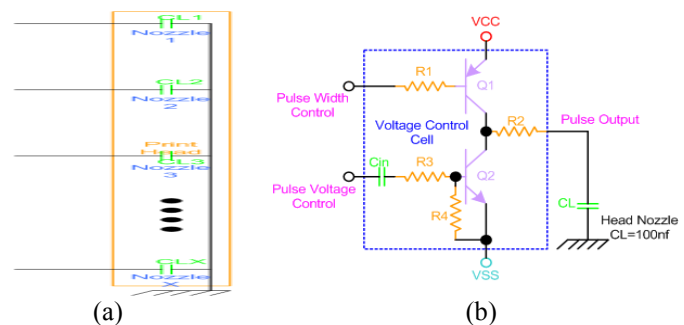 CL1
Nozzle
1
CL2
Nozzle
2
Print
Head
CL3
Nozzle
3
CLX
Nozzle
X
(a)
VCC
R1
Q1
Pulse Width
Control
Voltage Control
Cell
R2
Pulse Output
Cin
R3
Q2
Pulse Voltage
Control
R4
CL
Head Nozzle
CL=100nf
VSS
(b)